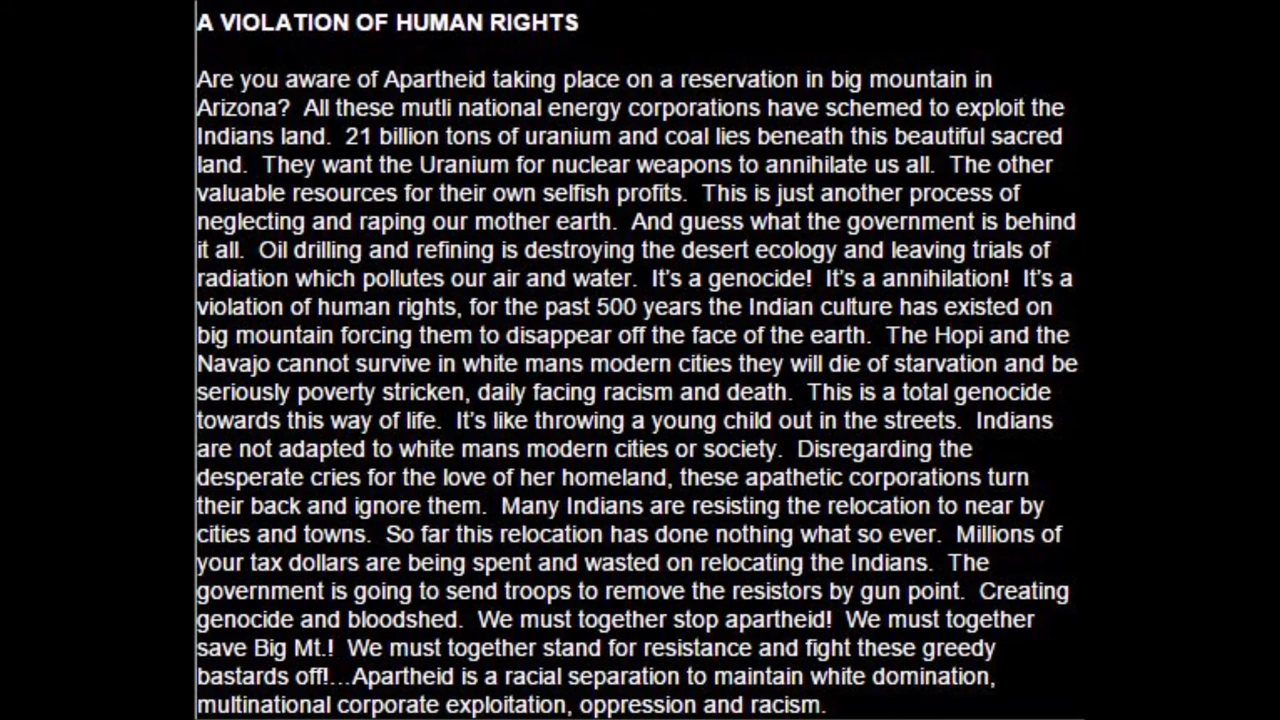 A VIOLATION OF HUMAN RIGHTS
Are you aware of Apartheid taking place on a reservation in big mountain in
Arizona?  All these mutli national energy corporations have schemed to exploit the
Indians land.  21 billion tons of uranium and coal lies beneath this beautiful sacred
land.  They want the Uranium for nuclear weapons to annihilate us all.  The other
valuable resources for their own selfish profits.  This is just another process of
neglecting and raping our mother earth.  And guess what the government is behind
it all.  Oil drilling and refining is destroying the desert ecology and leaving trials of
radiation which pollutes our air and water.  It's a genocide!  It's a annihilation!  It's a
violation of human rights, for the past 500 years the Indian culture has existed on
big mountain forcing them to disappear off the face of the earth.  The Hopi and the
Navajo cannot survive in white mans modern cities they will die of starvation and be
seriously poverty stricken, daily facing racism and death.  This is a total genocide
towards this way of life.  It's like throwing a young child out in the streets.  Indians
are not adapted to white mans modern cities or society.  Disregarding the
desperate cries for the love of her homeland, these apathetic corporations turn
their back and ignore them.  Many Indians are resisting the relocation to near by
cities and towns.  So far this relocation has done nothing what so ever.  Millions of
your tax dollars are being spent and wasted on relocating the Indians.  The
government is going to send troops to remove the resistors by gun point.  Creating
genocide and bloodshed.  We must together stop apartheid!  We must together
save Big Mt.!  We must together stand for resistance and fight these greedy
bastards off!...Apartheid is a racial separation to maintain white domination,
multinational corporate exploitation, oppression and racism.